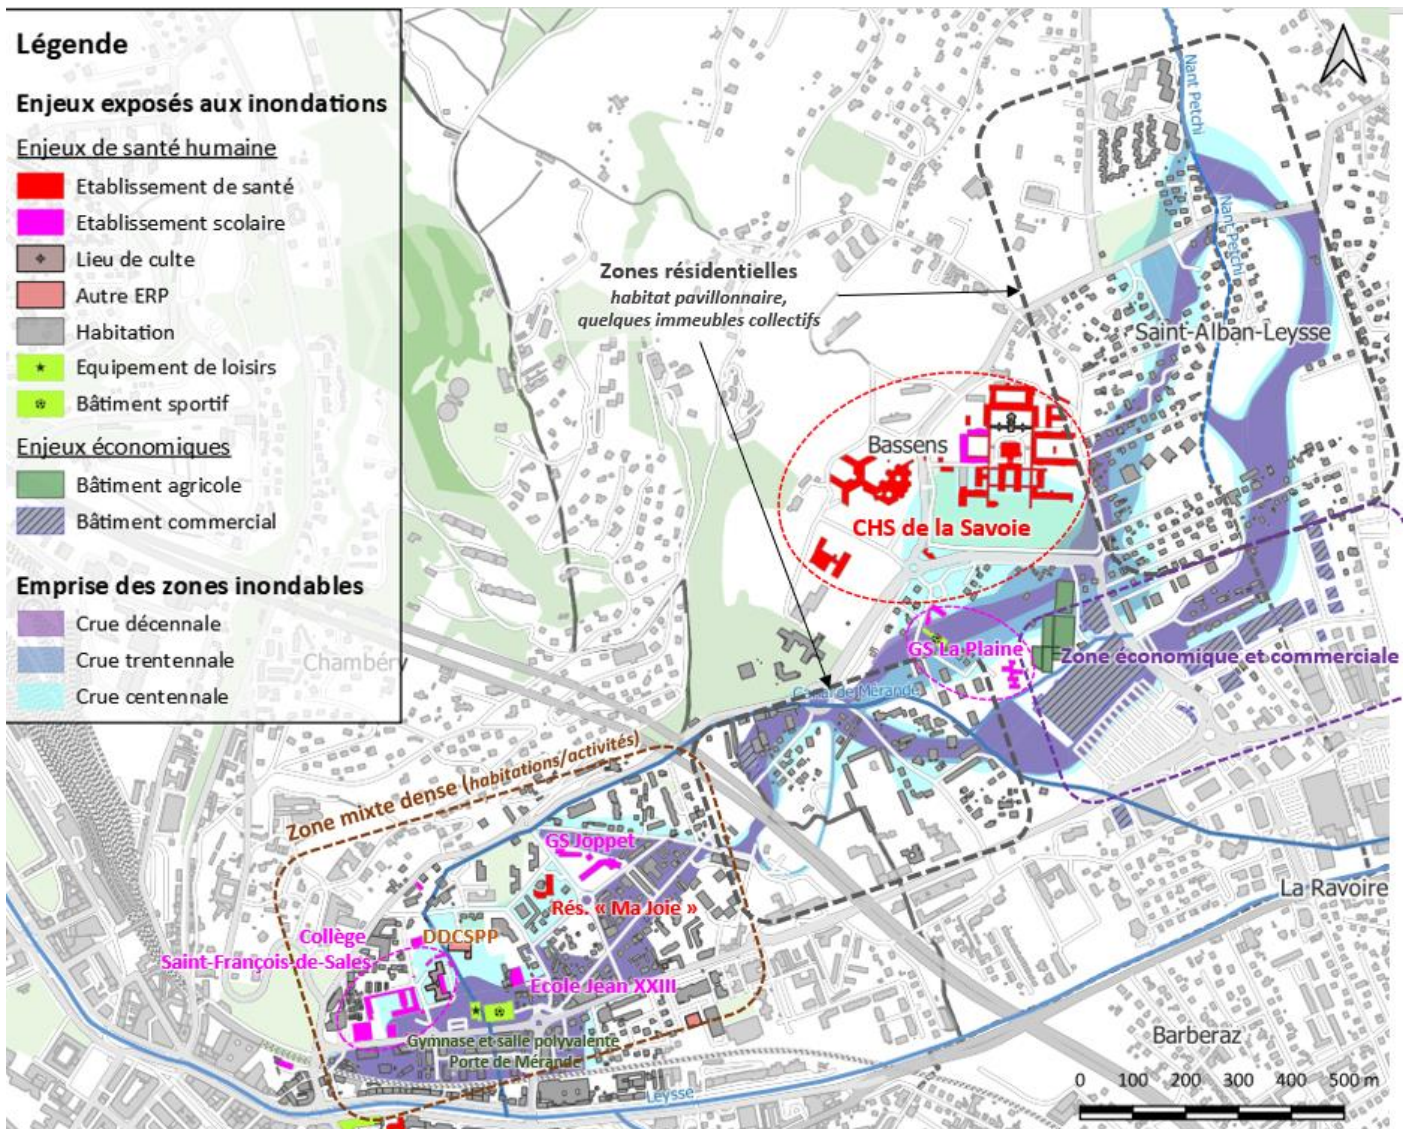 Légende
Enjeux exposés aux inondations
Enjeux de santé humaine
Etablissement de santé
Etablissement scolaire
Lieu de culte
Autre ERP
Habitation
Equipement de loisirs
Bâtiment sportif
Enjeux économiques
Bâtiment agricole
Bâtiment commercial
Emprise des zones inondables
Crue décennale
Crue trentennale
Crue centennale
Nant Petchi
Nant Petchi
Zones résidentielles
habitat pavillonnaire,
quelques immeubles collectifs
Saint-Alban-Leysse
Bassens
CHS de la Savoie
GS La Plaine
Zone économique et commerciale
Chambéry
Canal de Mérande
Zone mixte dense (habitations/activités)
GS Joppet
Rés. « Ma Joie »
La Ravoire
Collège
Saint-François-de-Sales
DDCSPP
Ecole Jean XXIII
Gymnase et salle polyvalente
Porte de Mérande
Barberaz
Leysse
0 100 200 300 400 500 m